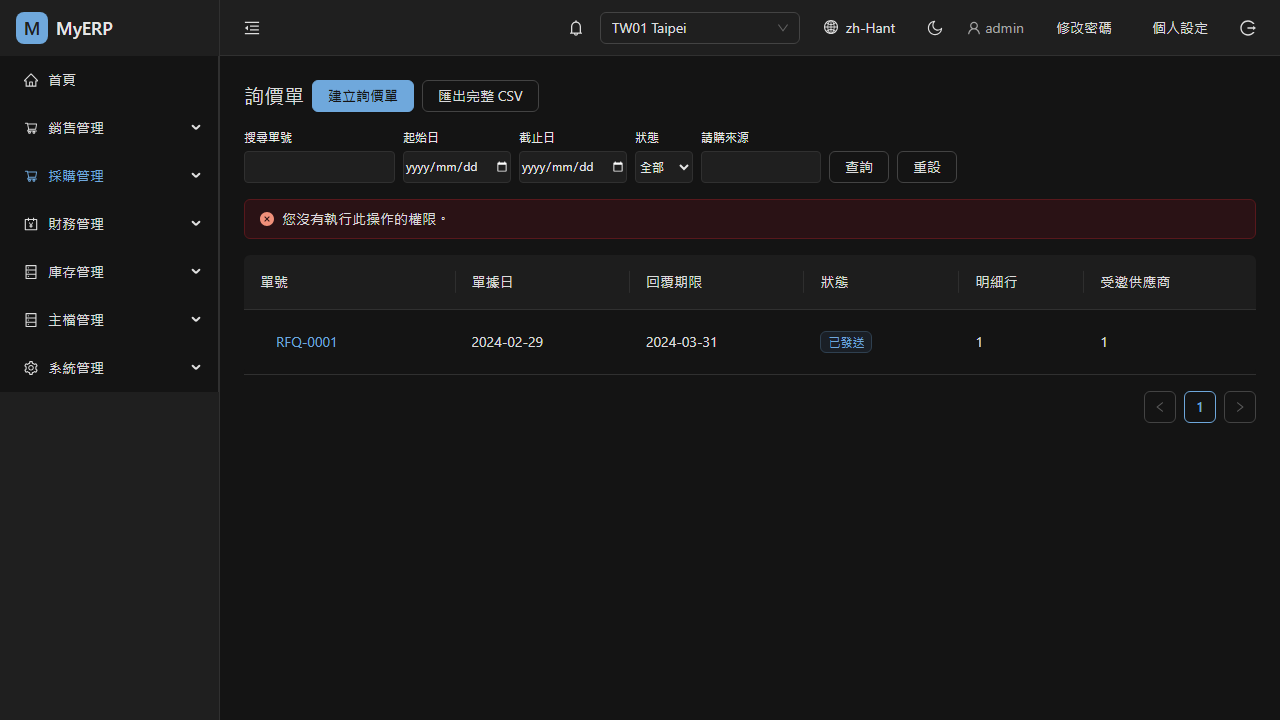 M MyERP
TW01 Taipei
zh-Hant
admin
修改密碼
個人設定
首頁
銷售管理
採購管理
財務管理
庫存管理
主檔管理
系統管理
詢價單 建立詢價單 匯出完整 CSV
搜尋單號 起始日 截止日 狀態 請購來源
yyyy/mm/dd yyyy/mm/dd 全部 查詢 重設
您沒有執行此操作的權限。
單號 單據日 回覆期限 狀態 明細行 受邀供應商
RFQ-0001 2024-02-29 2024-03-31 已發送 1 1
1